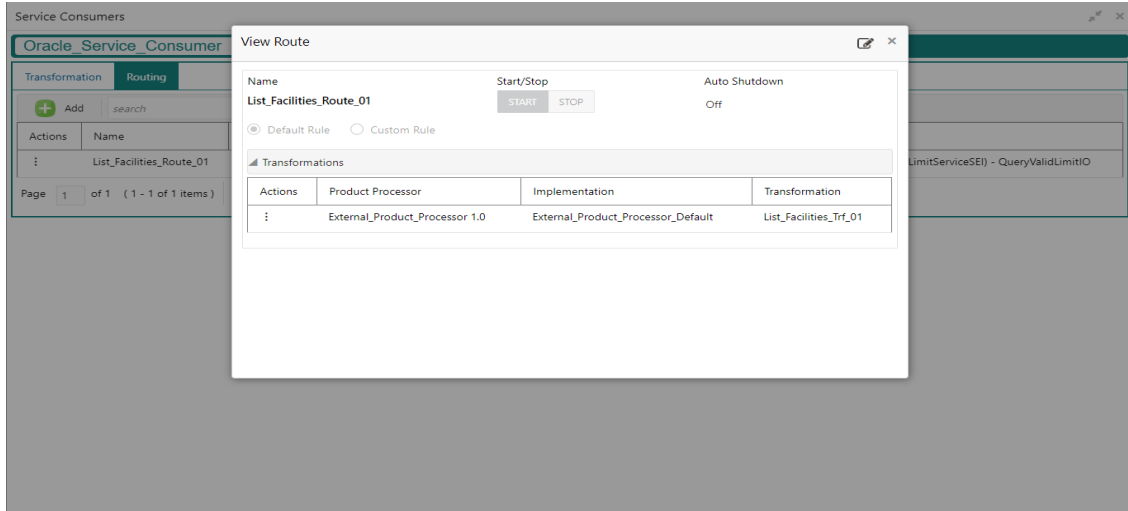 Service Consumers
Oracle_Service_Consumer
Transformation Routing
Add search
Actions Name
List_Facilities_Route_01 LimitServiceSEI) - QueryValidLimitIO
Page 1 of 1 ( 1 - 1 of 1 items )
View Route
Name Start/Stop Auto Shutdown
List_Facilities_Route_01 START STOP Off
Default Rule Custom Rule
Transformations
Actions Product Processor Implementation Transformation
External_Product_Processor 1.0 External_Product_Processor_Default List_Facilities_Trf_01